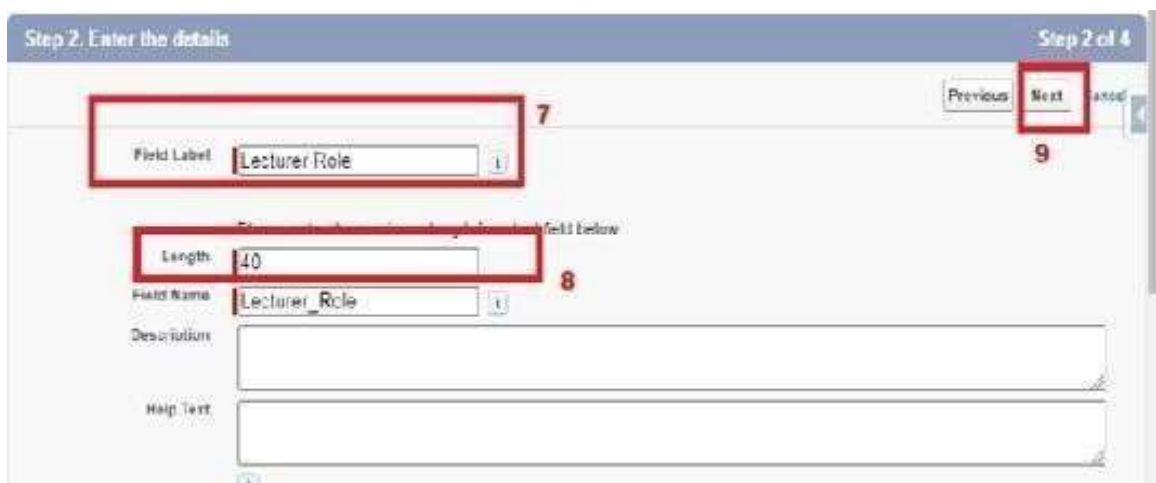 Step 2. Enter the details
Step 2 of 4
Previous Next Cancel
7
9
Field Label Lecturer Role i
field below
Length 40
8
Field Name Lecturer_Role i
Description
Help Text
i